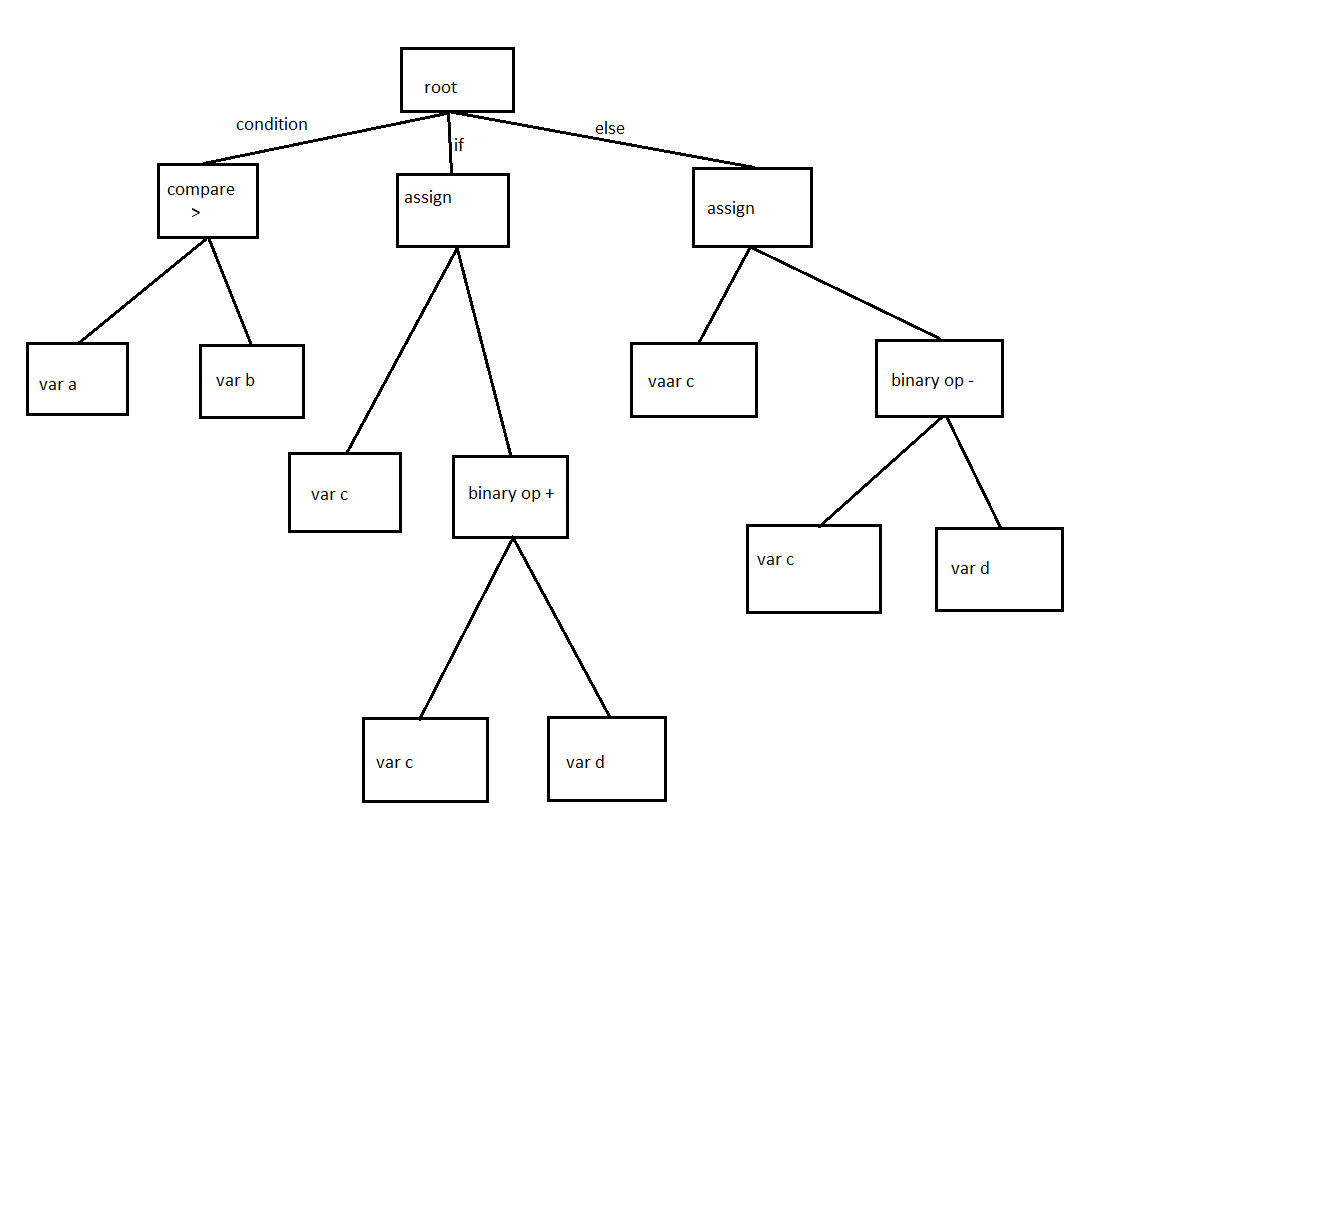 root
condition
if
else
compare
>
assign
assign
var a
var b
vaar c
binary op -
var c
binary op +
var c
var d
var c
var d